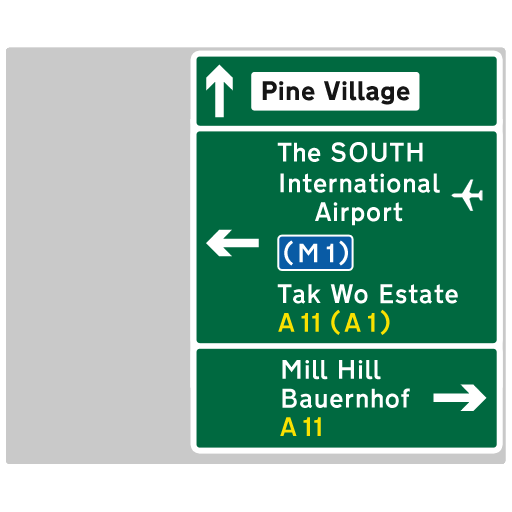 Pine Village
The SOUTH
International
Airport
(M 1)
Tak Wo Estate
A 11 (A 1)
Mill Hill
Bauernhof
A 11